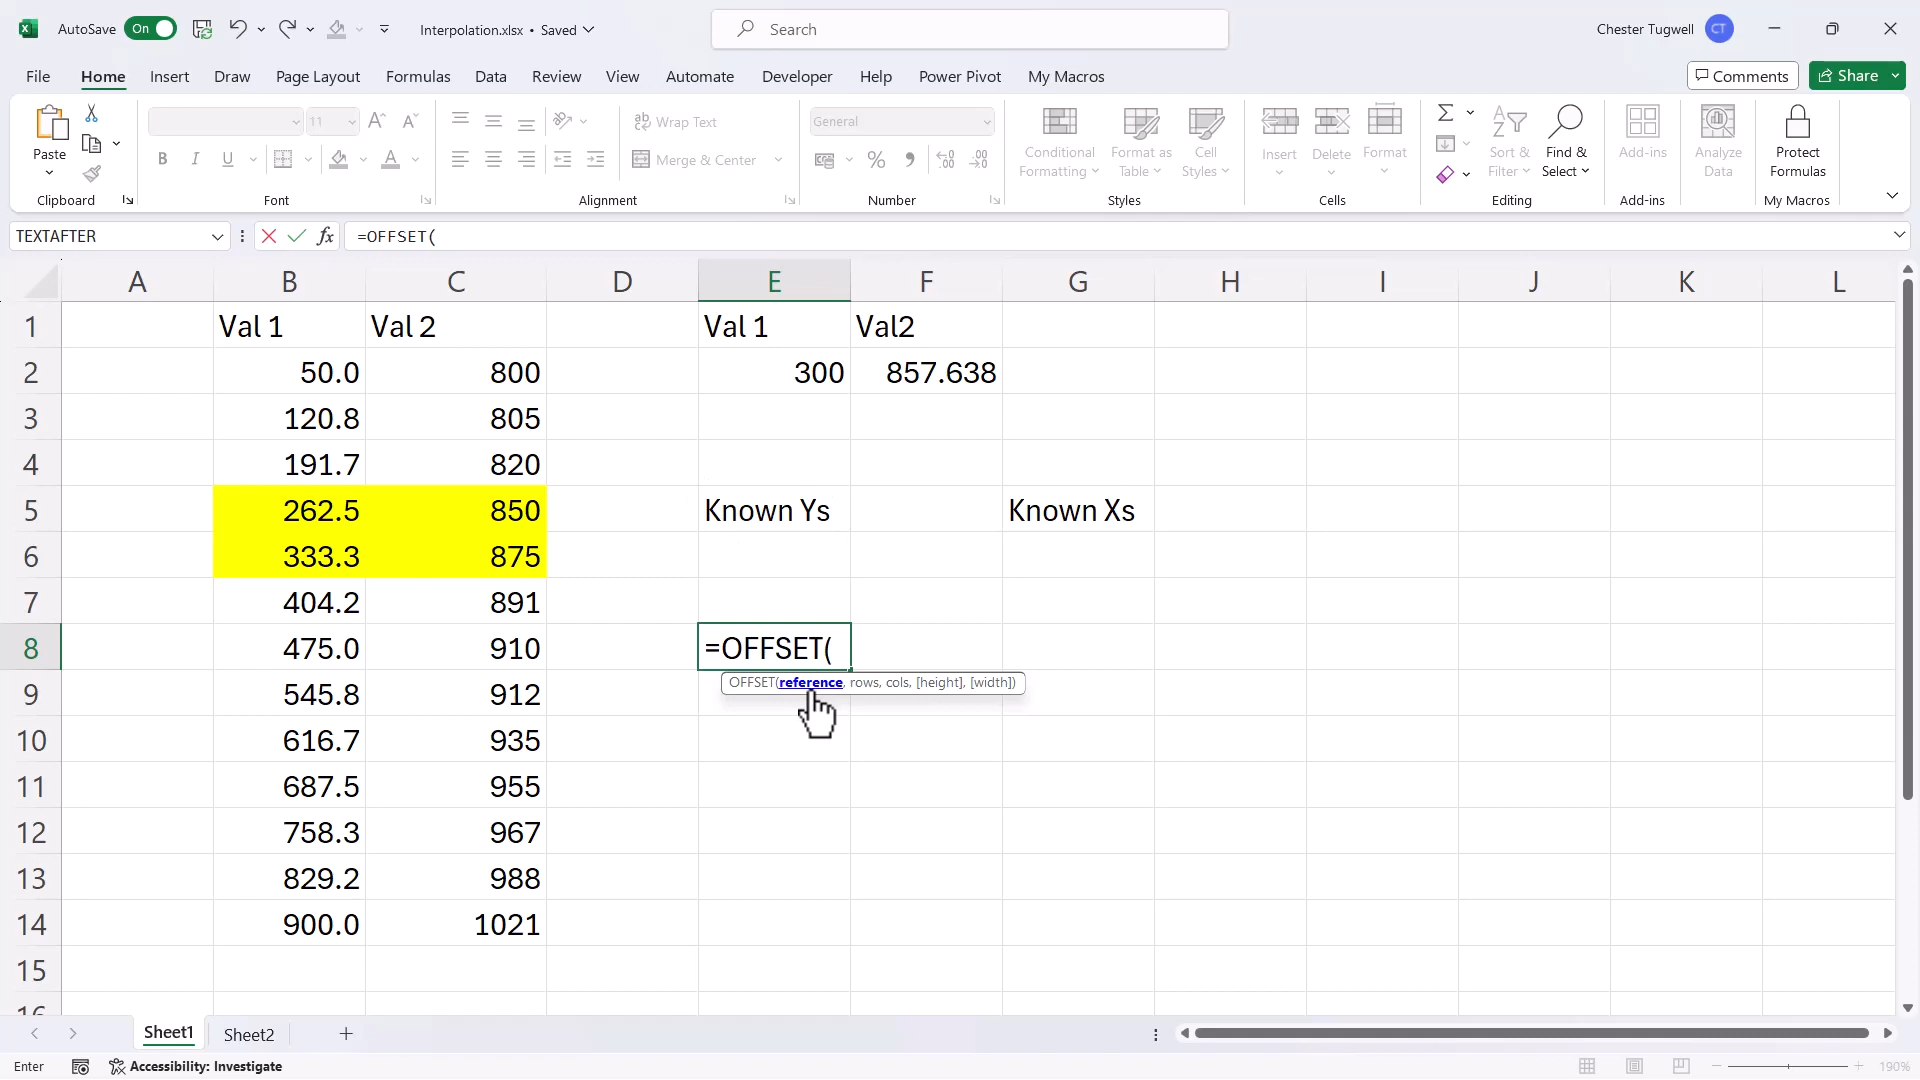 AutoSave On Interpolation.xlsx • Saved Search Chester Tugwell CT
File Home Insert Draw Page Layout Formulas Data Review View Automate Developer Help Power Pivot My Macros Comments Share
Paste 11 A A Wrap Text General Conditional Formatting Format as Table Cell Styles Insert Delete Format Sort & Filter Find & Select Add-ins Analyze Data Protect Formulas
B I U A Merge & Center %
Clipboard Font Alignment Number Styles Cells Editing Add-ins My Macros
TEXTAFTER fx =OFFSET(
A B C D E F G H I J K L
1 Val 1 Val 2 Val 1 Val2
2 50.0 800 300 857.638
3 120.8 805
4 191.7 820
5 262.5 850 Known Ys Known Xs
6 333.3 875
7 404.2 891
8 475.0 910 =OFFSET(
OFFSET(reference, rows, cols, [height], [width])
9 545.8 912
10 616.7 935
11 687.5 955
12 758.3 967
13 829.2 988
14 900.0 1021
15
16
Sheet1 Sheet2
Enter Accessibility: Investigate 190%